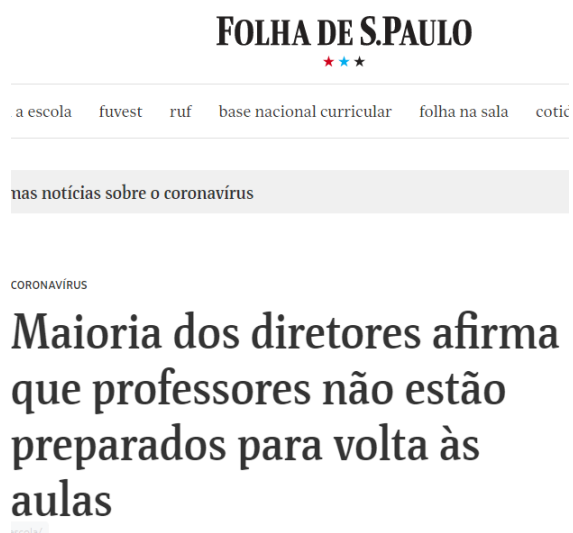 FOLHA DE S.PAULO
a escola fuvest ruf base nacional curricular folha na sala
notícias sobre o coronavírus
CORONAVÍRUS
Maioria dos diretores afirma
que professores não estão
preparados para volta às
aulas